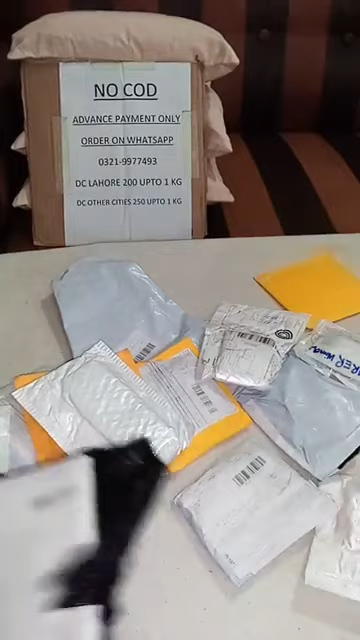 NO COD
ADVANCE PAYMENT ONLY
ORDER ON WHATSAPP
0321-9977493
DC LAHORE 200 UPTO 1 KG
DC OTHER CITIES 250 UPTO 1 KG